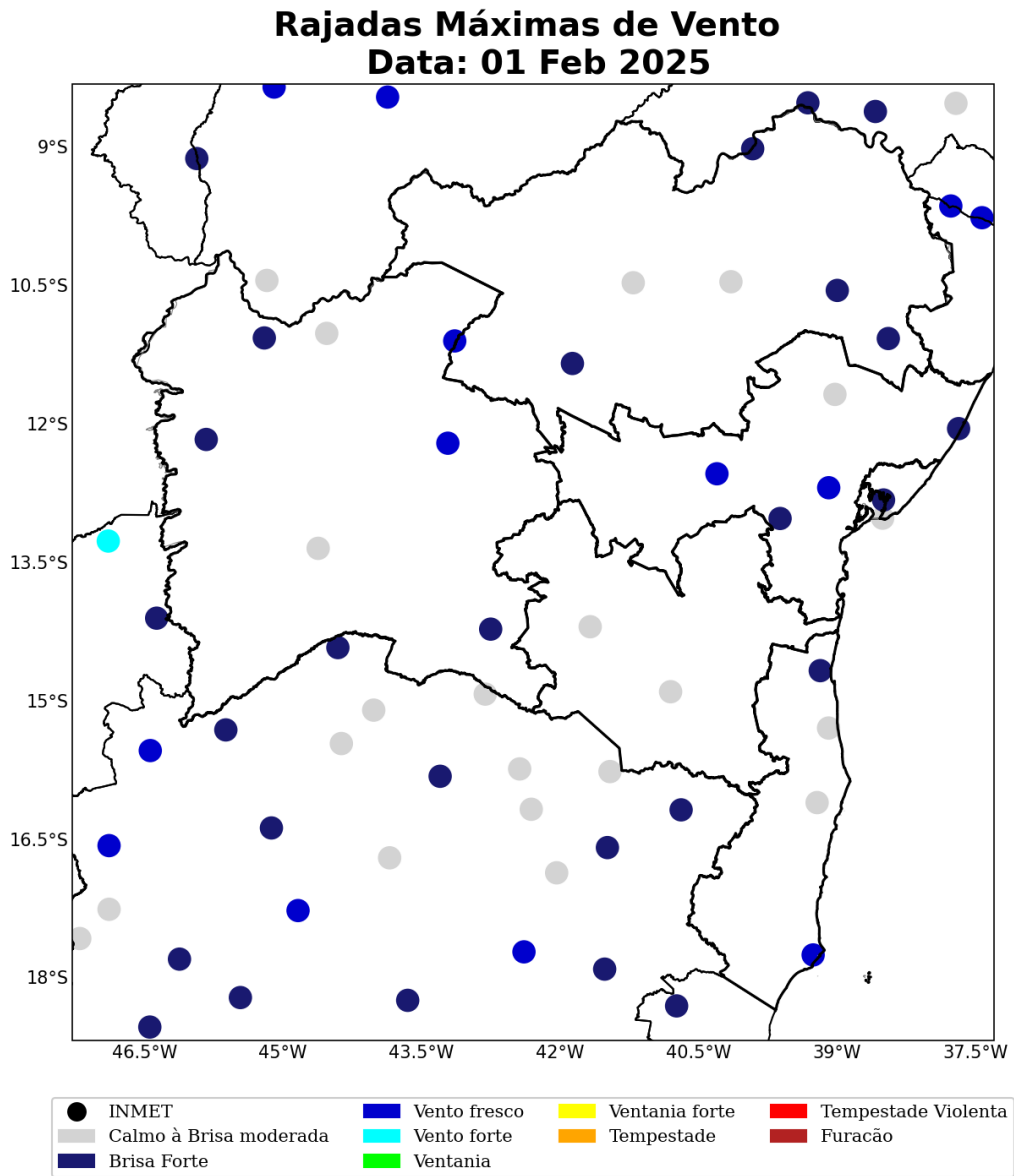 Rajadas Máximas de Vento
Data: 01 Feb 2025
9°S
10.5°S
12°S
13.5°S
15°S
16.5°S
18°S
46.5°W 45°W 43.5°W 42°W 40.5°W 39°W 37.5°W
INMET Vento fresco Ventania forte Tempestade Violenta
Calmo à Brisa moderada Vento forte Tempestade Furacão
Brisa Forte Ventania